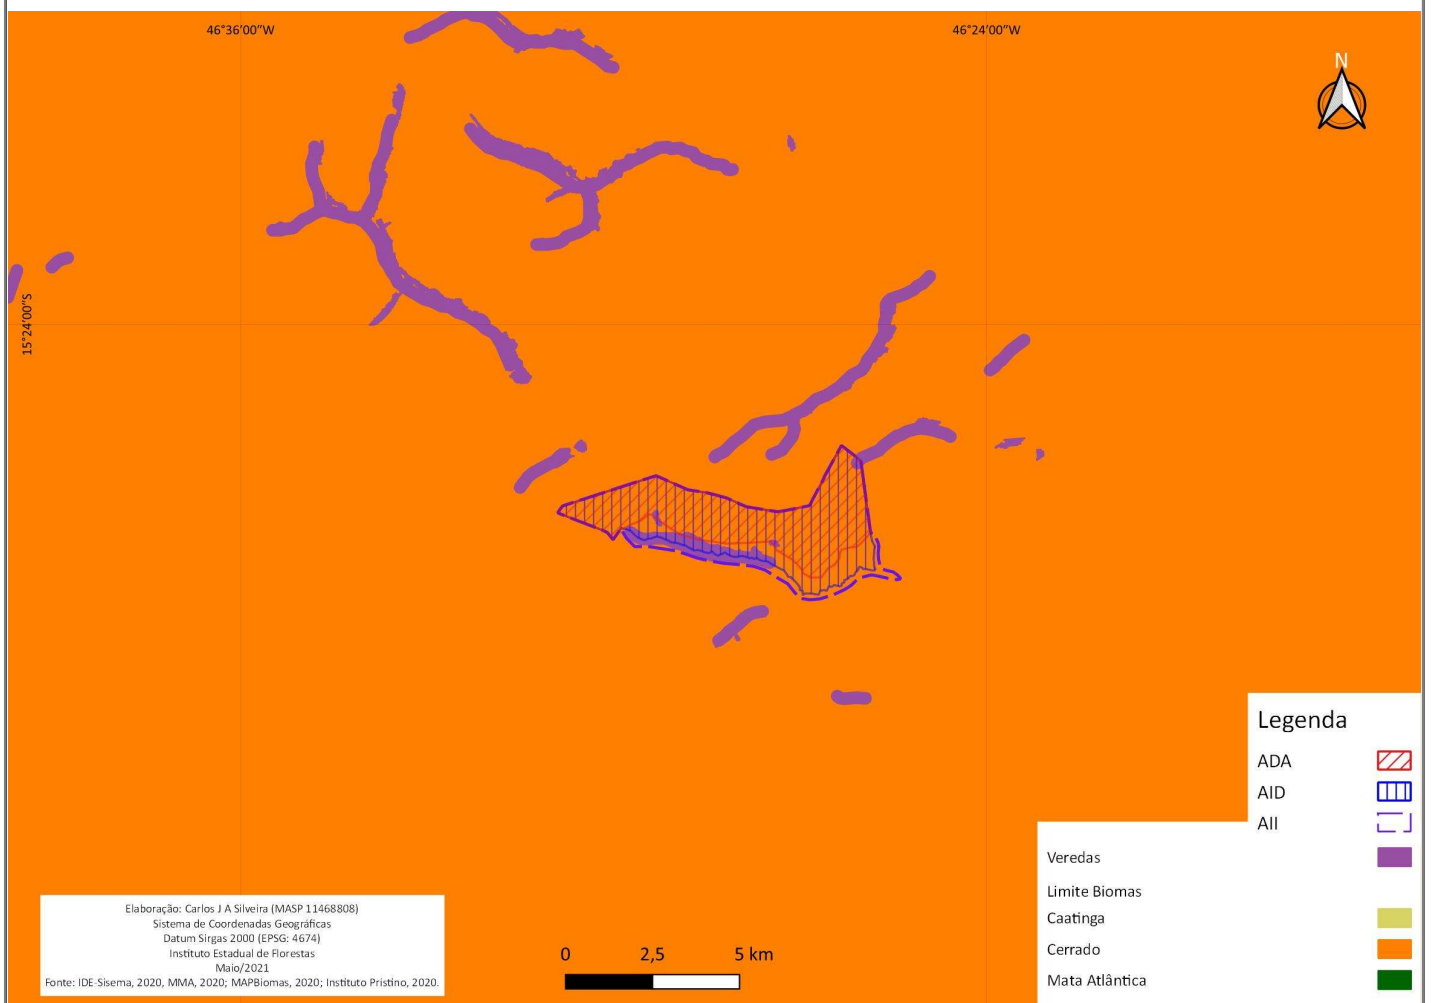 46°36'00"W
46°24'00"W
N
15°24'00"S
Legenda
ADA
AID
AII
Veredas
Limite Biomas
Caatinga
Cerrado
Mata Atlântica
Elaboração: Carlos J A Silveira (MASP 11468808)
Sistema de Coordenadas Geográficas
Datum Sirgas 2000 (EPSG: 4674)
Instituto Estadual de Florestas
Maio/2021
Fonte: IDE-Sisema, 2020, MMA, 2020; MAPBiomas, 2020; Instituto Pristino, 2020.
0 2,5 5 km